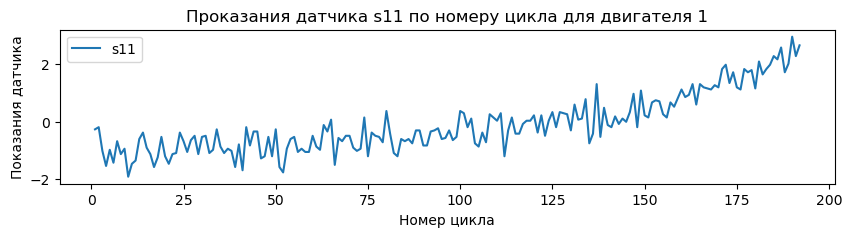 Проказания датчика s11 по номеру цикла для двигателя 1
s11
Показания датчика
2
0
−2
0 25 50 75 100 125 150 175 200
Номер цикла